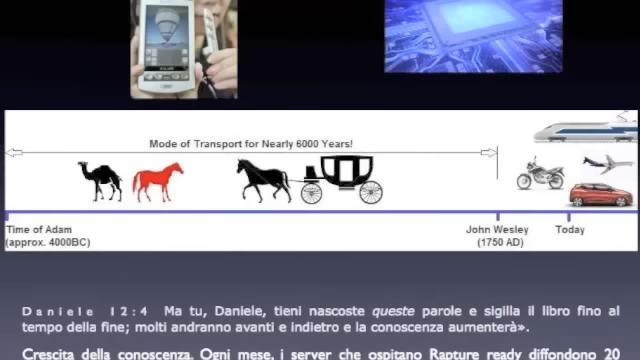 Mode of Transport for Nearly 6000 Years!
Time of Adam
(approx. 4000BC)
John Wesley
(1750 AD)
Today
Daniele 12:4 Ma tu, Daniele, tieni nascoste queste parole e sigilla il libro fino al
tempo della fine; molti andranno avanti e indietro e la conoscenza aumenterà».
Crescita della conoscenza. Ogni mese, i server che ospitano Rapture ready diffondono 20